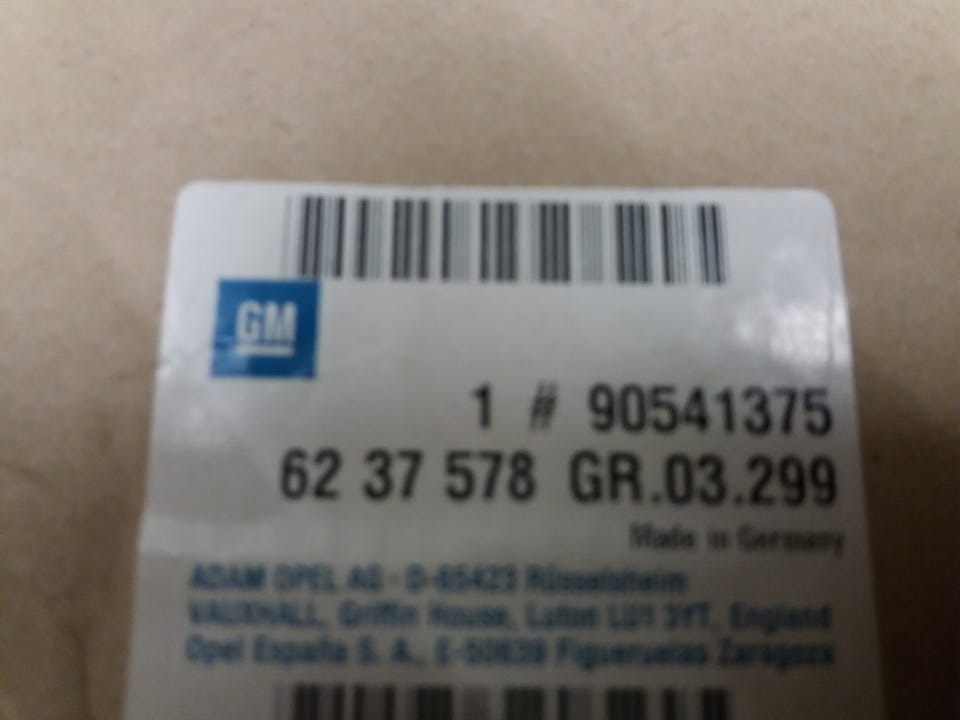 GM
1 # 90541375
62 37 578 GR.03.299
Made in Germany
ADAM OPEL AG - D-65423 Rüsselsheim
VAUXHALL, Griffin House, Luton LU1 3YT, England
Opel España S. A., E-50639 Figueruelas Zaragoza